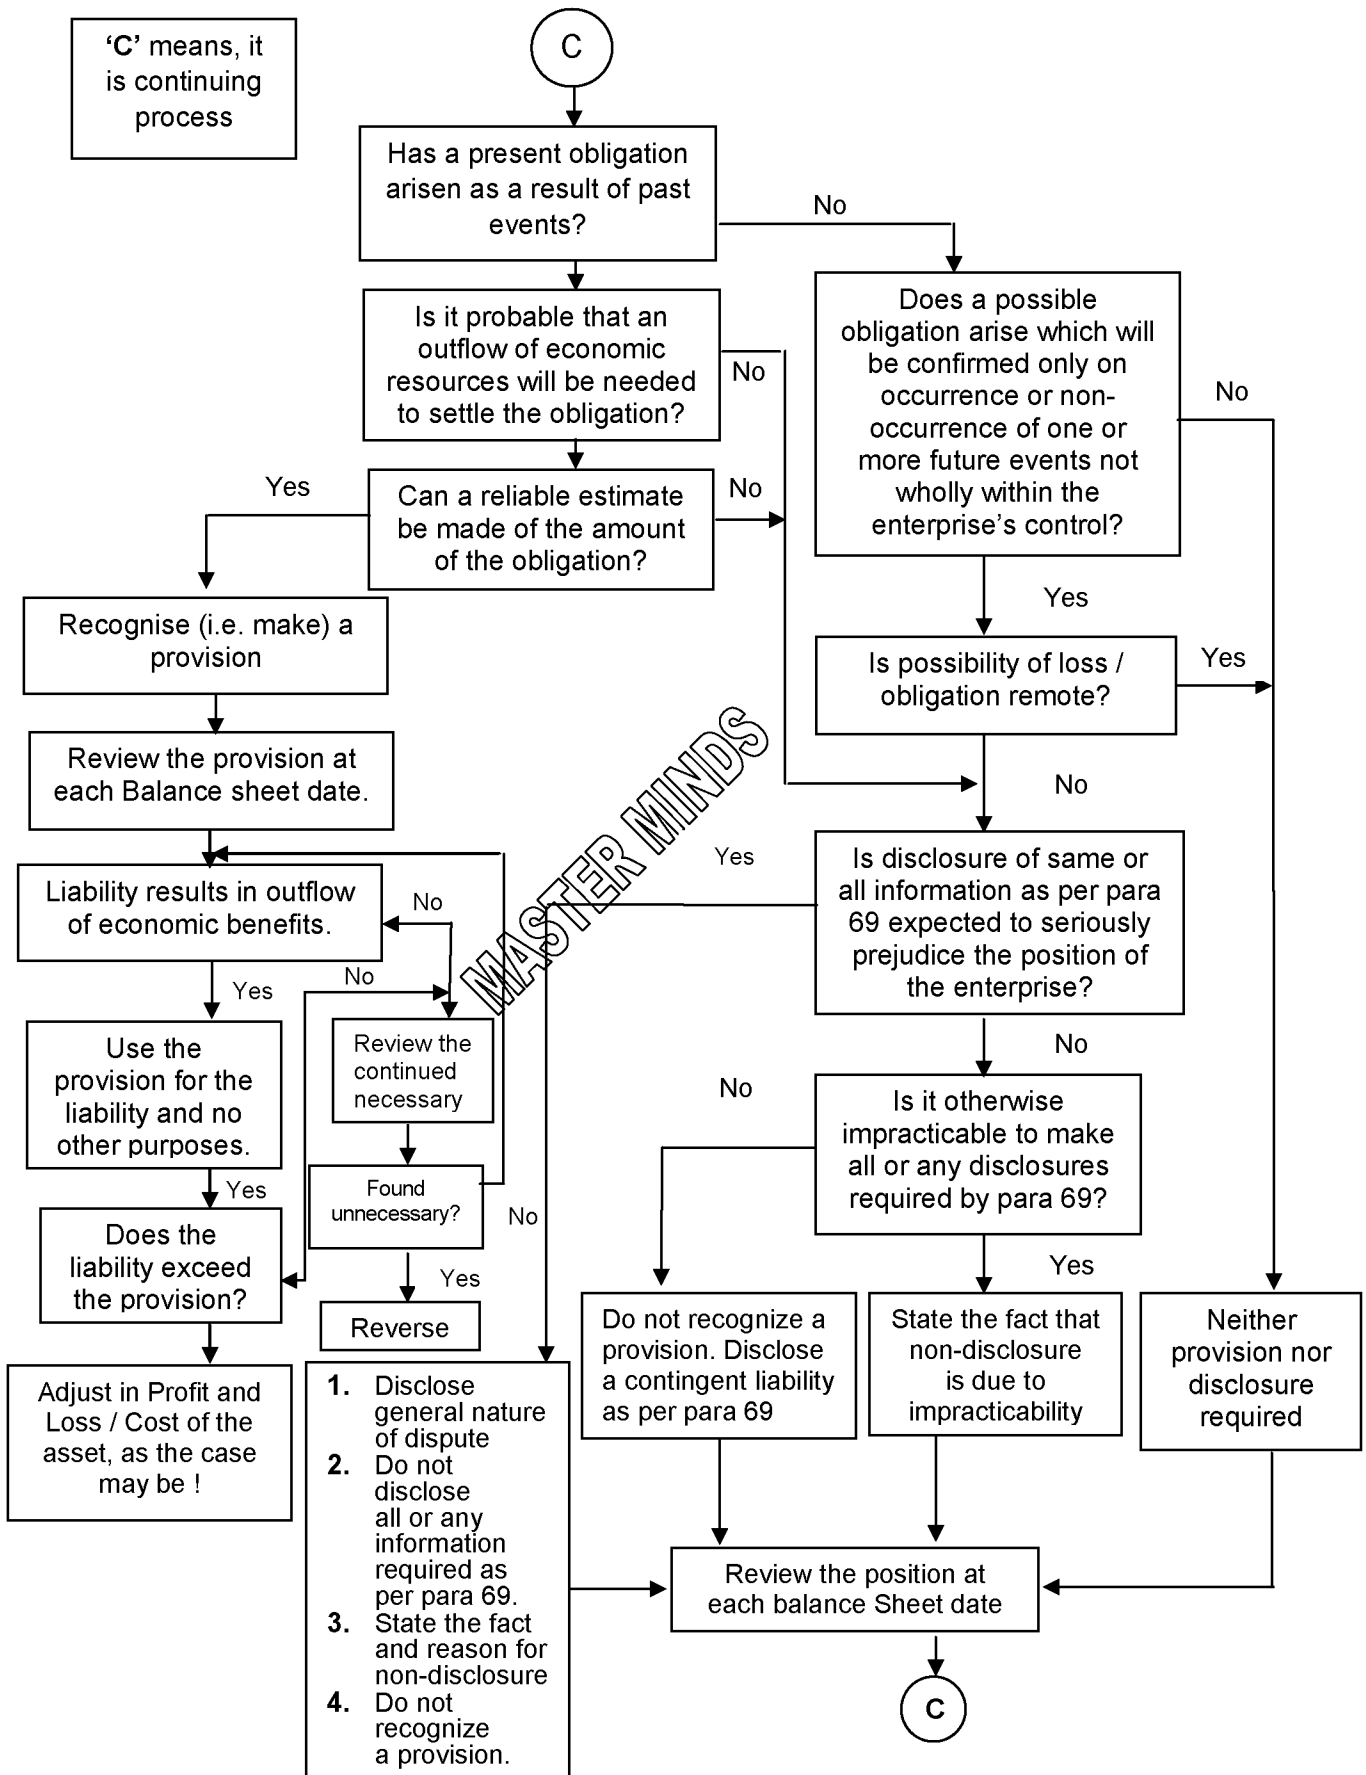 ‘C’ means, it
is continuing
process
C
Has a present obligation
arisen as a result of past
events?
No
Is it probable that an
outflow of economic
resources will be needed
to settle the obligation?
No
Does a possible
obligation arise which will
be confirmed only on
occurrence or non-
occurrence of one or
more future events not
wholly within the
enterprise’s control?
No
Yes
Can a reliable estimate
be made of the amount
of the obligation?
No
Yes
Recognise (i.e. make) a
provision
Is possibility of loss /
obligation remote?
Yes
No
Review the provision at
each Balance sheet date.
MASTER MINDS
Liability results in outflow
of economic benefits.
No
Yes
Is disclosure of same or
all information as per para
69 expected to seriously
prejudice the position of
the enterprise?
No
Yes
No
Use the
provision for the
liability and no
other purposes.
Yes
Review the
continued
necessary
No
Is it otherwise
impracticable to make
all or any disclosures
required by para 69?
Yes
Found
unnecessary?
No
Yes
Does the
liability exceed
the provision?
Reverse
Adjust in Profit and
Loss / Cost of the
asset, as the case
may be !
1. Disclose
general nature
of dispute
2. Do not
disclose
all or any
information
required as
per para 69.
3. State the fact
and reason for
non-disclosure
4. Do not
recognize
a provision.
Do not recognize a
provision. Disclose
a contingent liability
as per para 69
State the fact that
non-disclosure
is due to
impracticability
Neither
provision nor
disclosure
required
Review the position at
each balance Sheet date
C